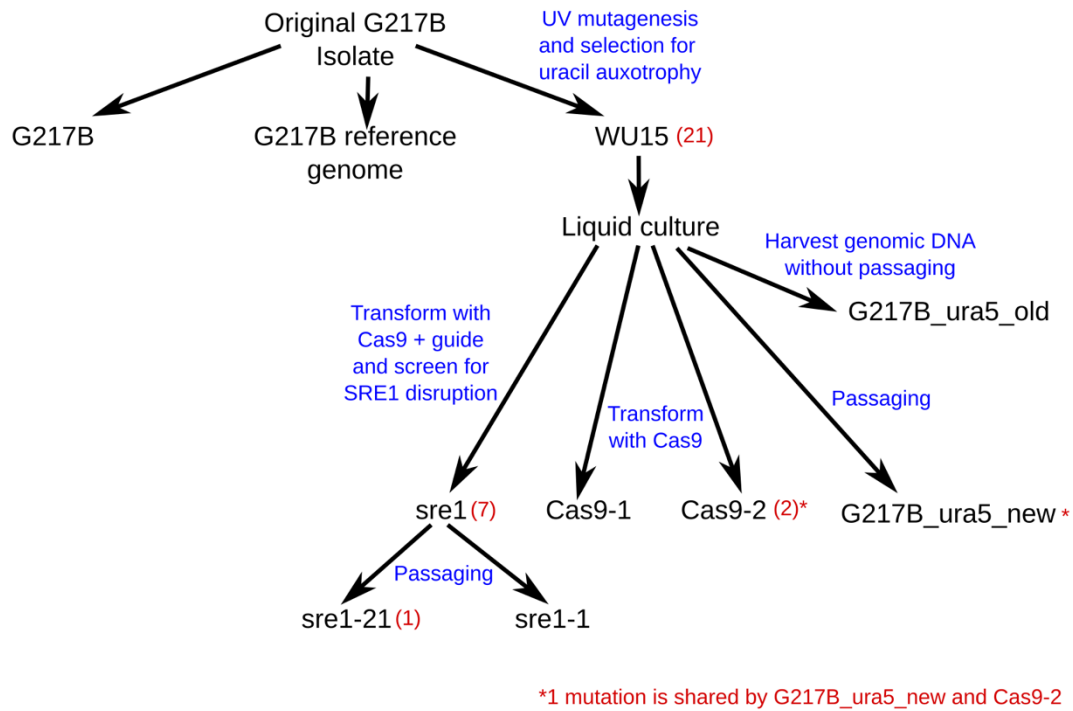 Original G217B
Isolate
UV mutagenesis
and selection for
uracil auxotrophy
G217B
G217B reference
genome
WU15 (21)
Liquid culture
Harvest genomic DNA
without passaging
G217B_ura5_old
Transform with
Cas9 + guide
and screen for
SRE1 disruption
Transform
with Cas9
Passaging
sre1 (7)
Cas9-1
Cas9-2 (2)*
G217B_ura5_new *
Passaging
sre1-21 (1)
sre1-1
*1 mutation is shared by G217B_ura5_new and Cas9-2